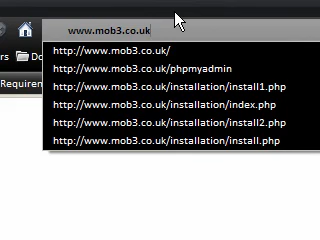 www.mob3.co.uk
http://www.mob3.co.uk/
s
Do
http://www.mob3.co.uk/phpmyadmin
Requiren
http://www.mob3.co.uk/installation/install1.php
http://www.mob3.co.uk/installation/index.php
http://www.mob3.co.uk/installation/install2.php
http://www.mob3.co.uk/installation/install.php